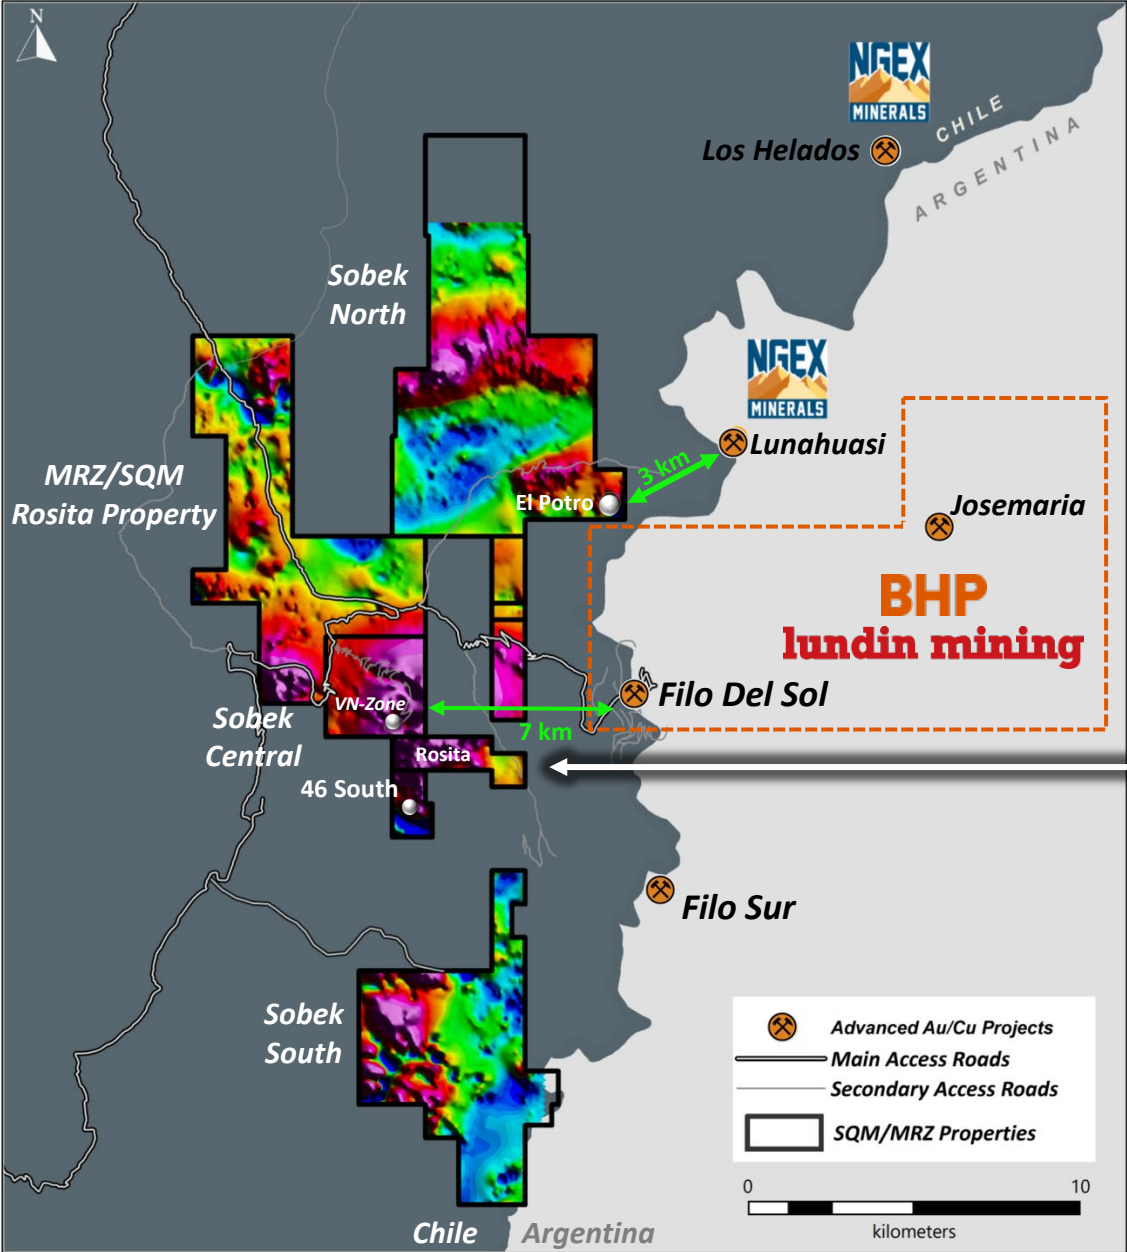 N
NGEX
MINERALS
CHILE
ARGENTINA
Los Helados
Sobek
North
NGEX
MINERALS
Lunahuasi
3 km
MRZ/SQM
Rosita Property
El Potro
Josemaria
BHP
lundin mining
VN-Zone
Filo Del Sol
7 km
Sobek
Central
Rosita
46 South
Filo Sur
Sobek
South
Advanced Au/Cu Projects
Main Access Roads
Secondary Access Roads
SQM/MRZ Properties
0 10
kilometers
Chile Argentina